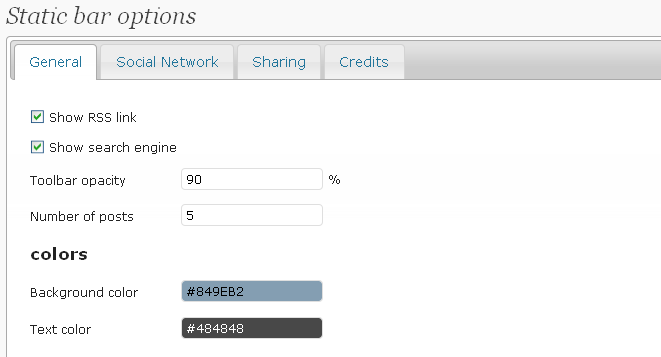 Static bar options
General Social Network Sharing Credits
Show RSS link
Show search engine
Toolbar opacity 90 %
Number of posts 5
colors
Background color #849EB2
Text color #484848